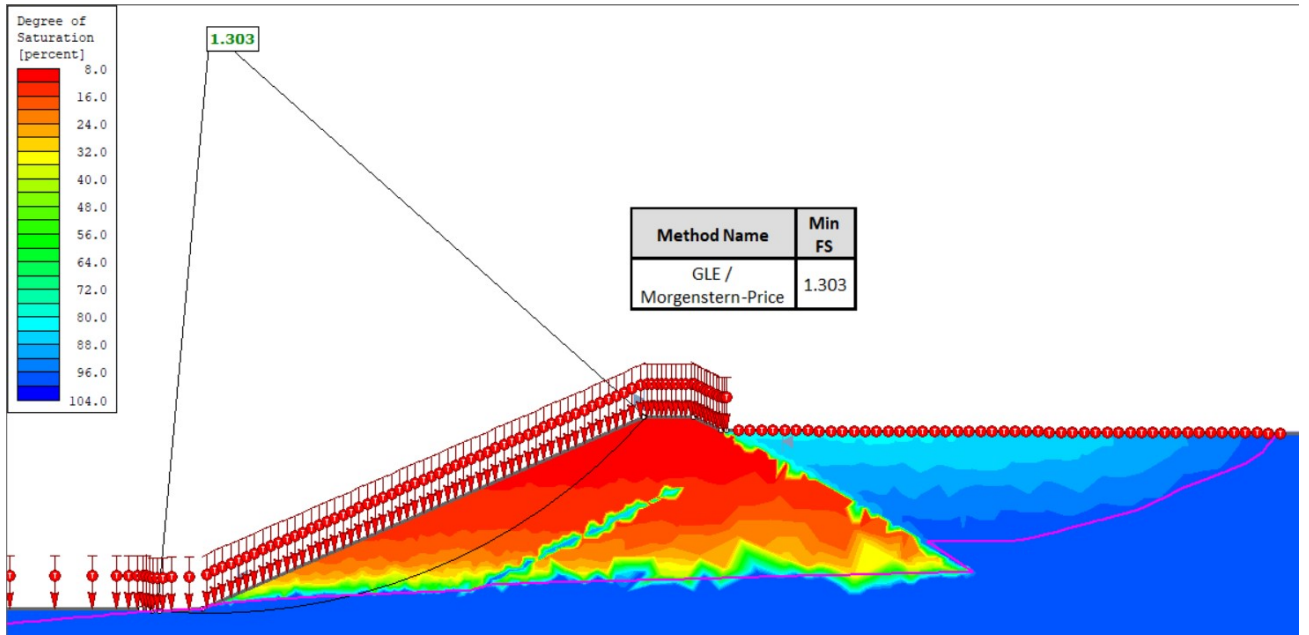 Degree of
Saturation
[percent]
8.0
16.0
24.0
32.0
40.0
48.0
56.0
64.0
72.0
80.0
88.0
96.0
104.0
1.303
Method Name
Min
FS
GLE /
Morgenstern-Price
1.303